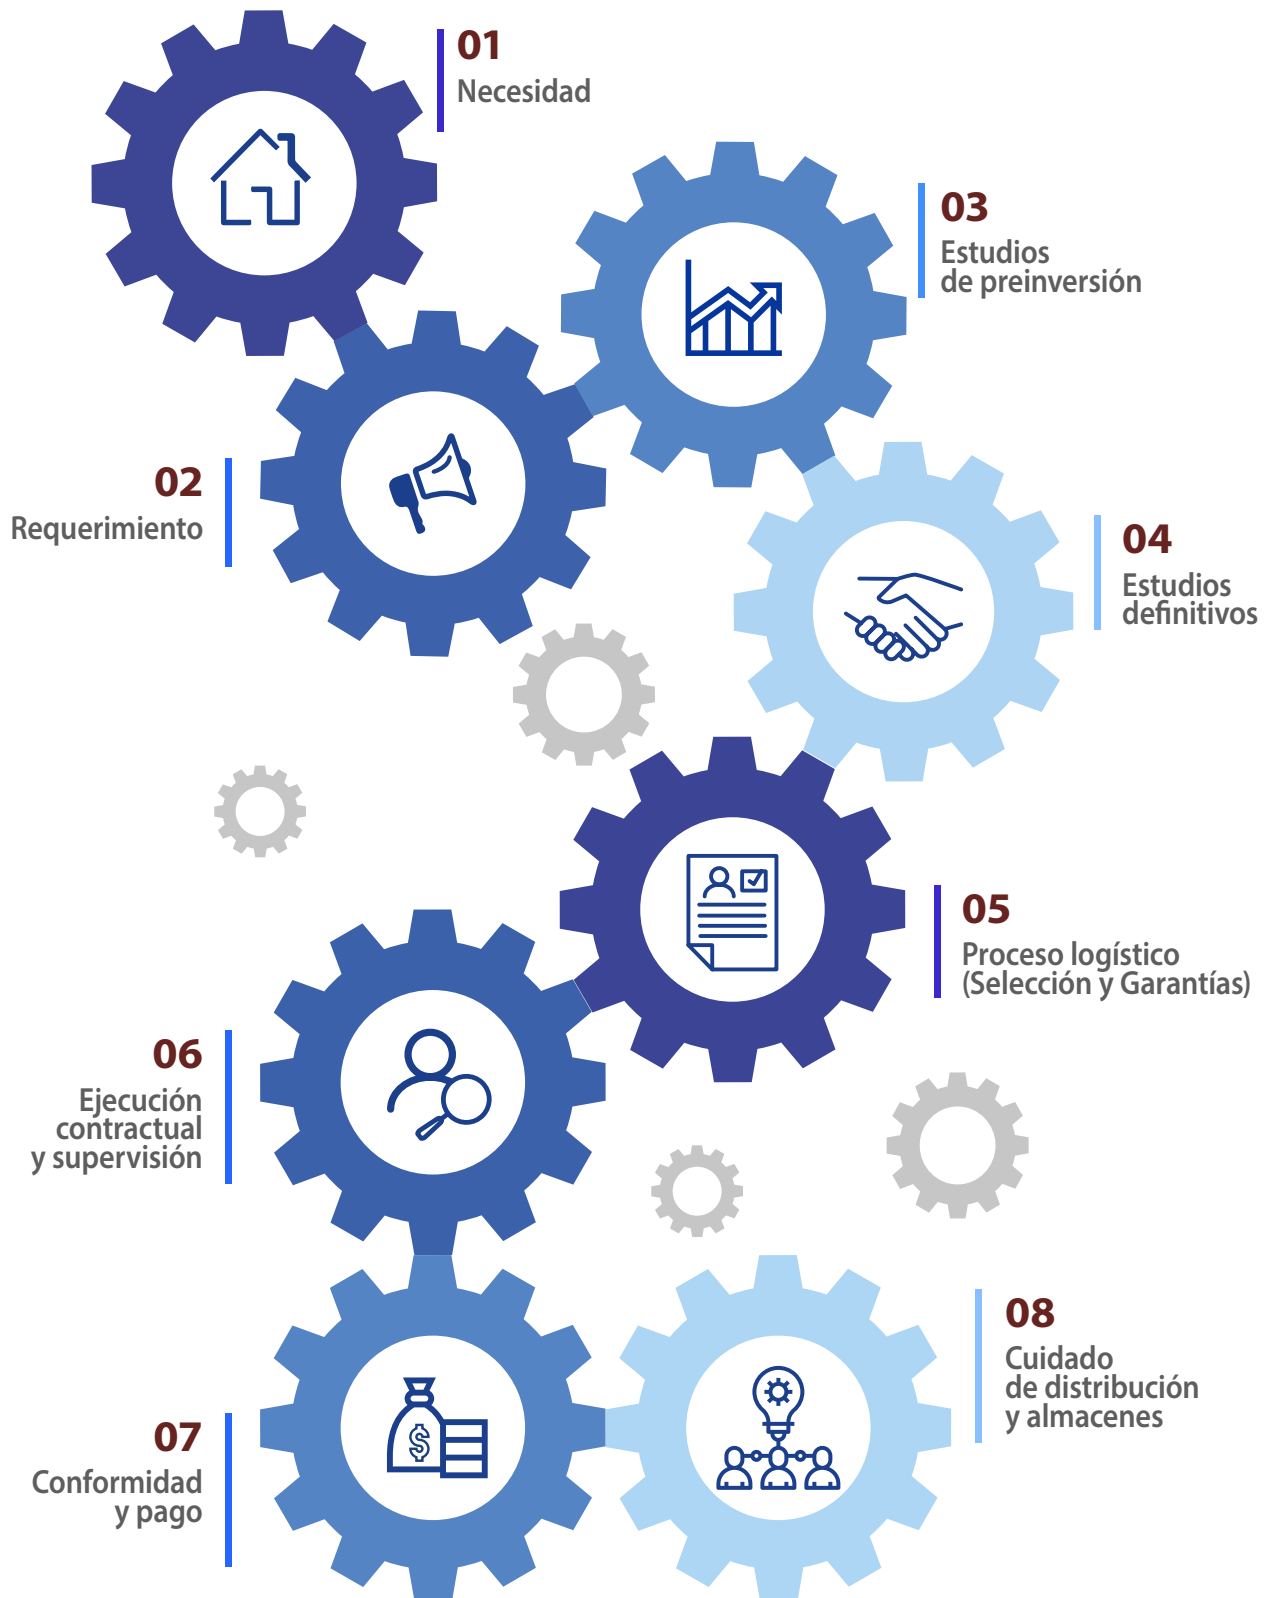 01
Necesidad
02
Requerimiento
03
Estudios
de preinversión
04
Estudios
definitivos
05
Proceso logístico
(Selección y Garantías)
06
Ejecución
contractual
y supervisión
07
Conformidad
y pago
$
08
Cuidado
de distribución
y almacenes